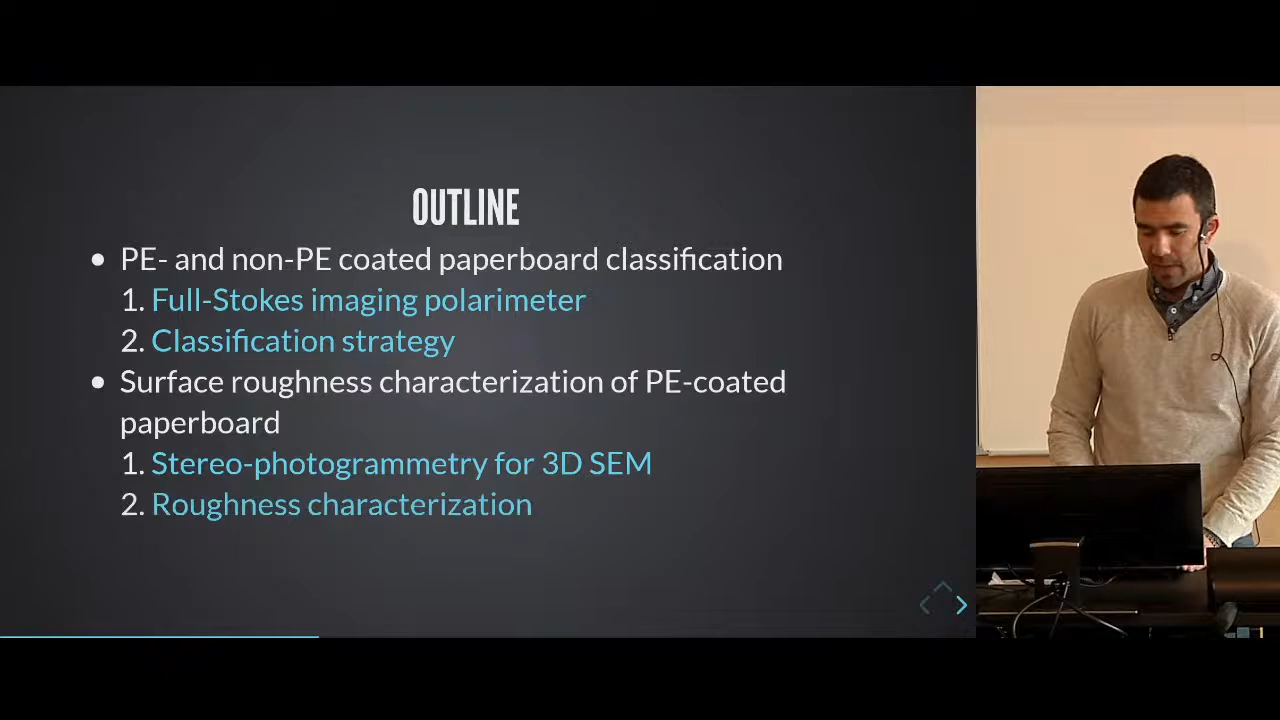 OUTLINE
• PE- and non-PE coated paperboard classification
1. Full-Stokes imaging polarimeter
2. Classification strategy
• Surface roughness characterization of PE-coated
paperboard
1. Stereo-photogrammetry for 3D SEM
2. Roughness characterization